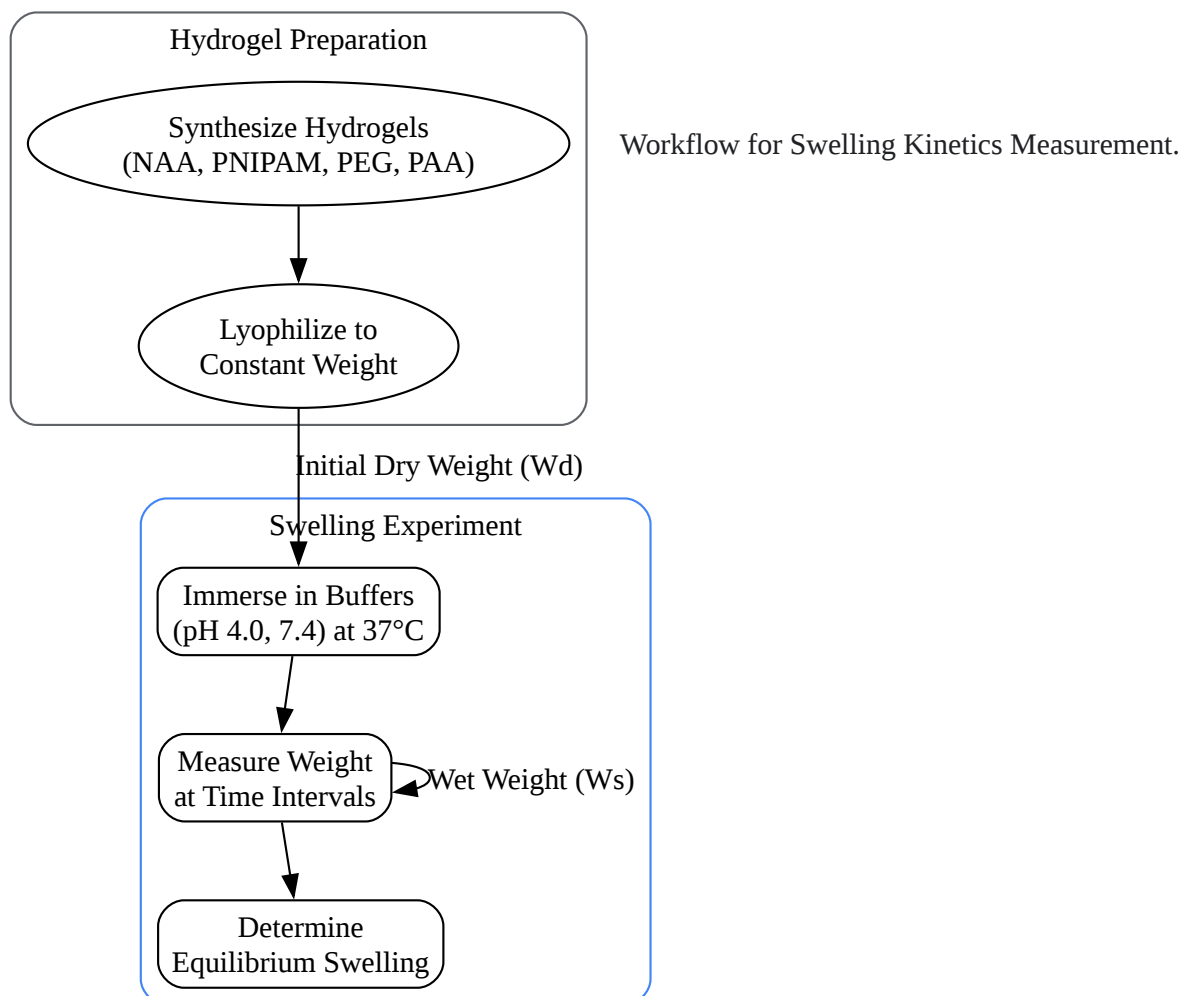 Hydrogel Preparation
Synthesize Hydrogels
(NAA, PNIPAM, PEG, PAA)
Workflow for Swelling Kinetics Measurement.
Lyophilize to
Constant Weight
Initial Dry Weight (Wd)
Swelling Experiment
Immerse in Buffers
(pH 4.0, 7.4) at 37°C
Measure Weight
at Time Intervals
Wet Weight (Ws)
Determine
Equilibrium Swelling